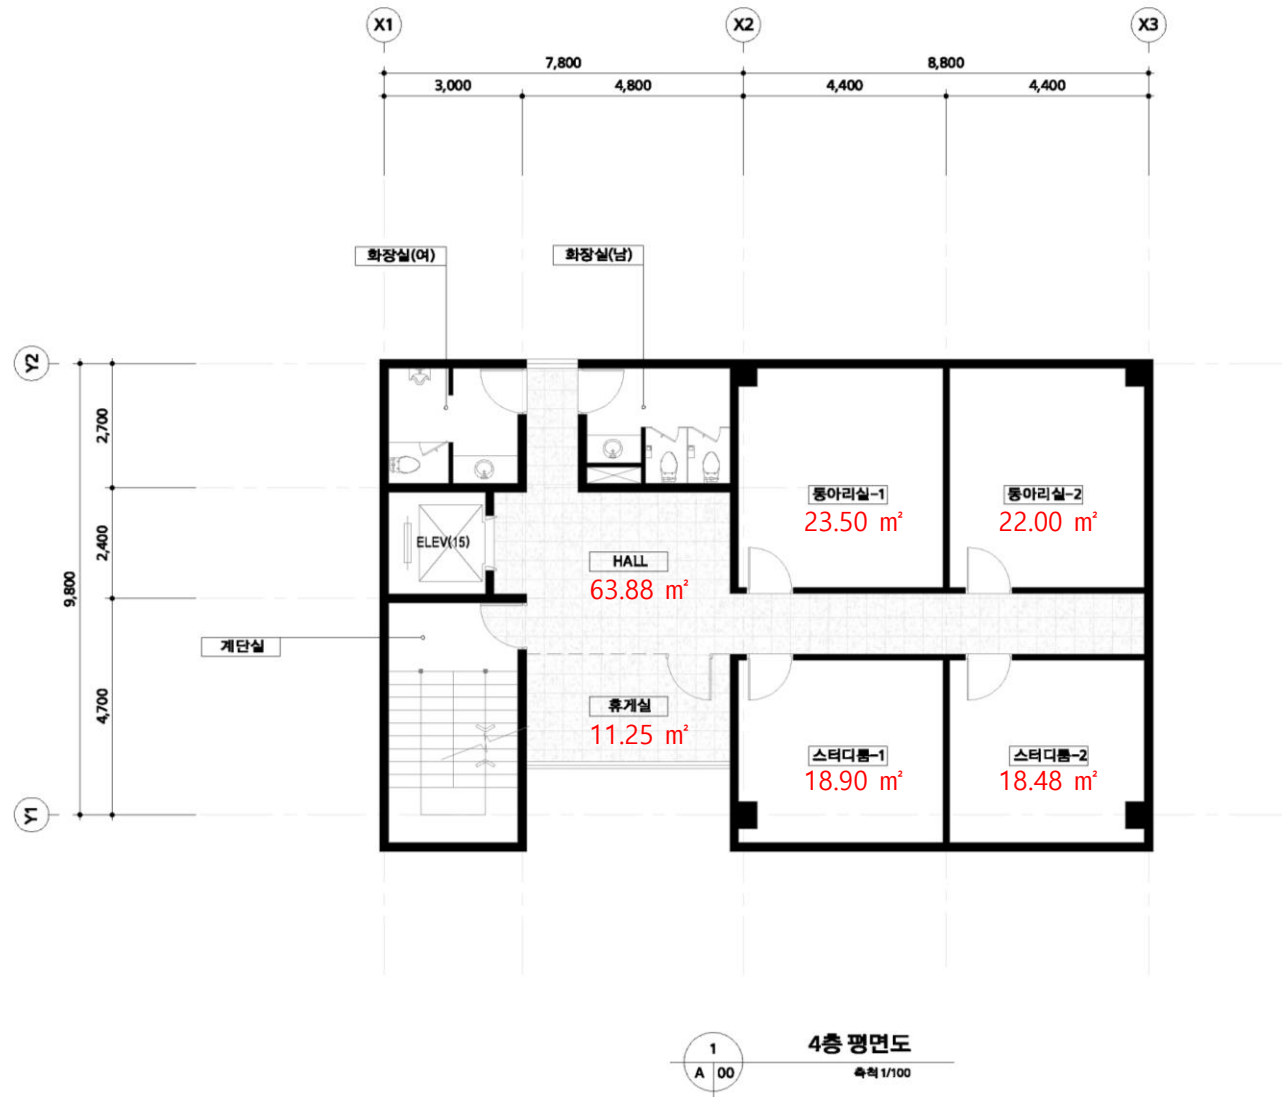 X1
X2
X3
7,800
8,800
3,000
4,800
4,400
4,400
화장실(여)
화장실(남)
Y2
2,700
동아리실-1
동아리실-2
23.50 ㎡
22.00 ㎡
2,400
ELEV(15)
HALL
63.88 ㎡
9,800
계단실
4,700
휴게실
11.25 ㎡
스터디룸-1
스터디룸-2
18.90 ㎡
18.48 ㎡
Y1
1
A 00
4층 평면도
축척 1/100